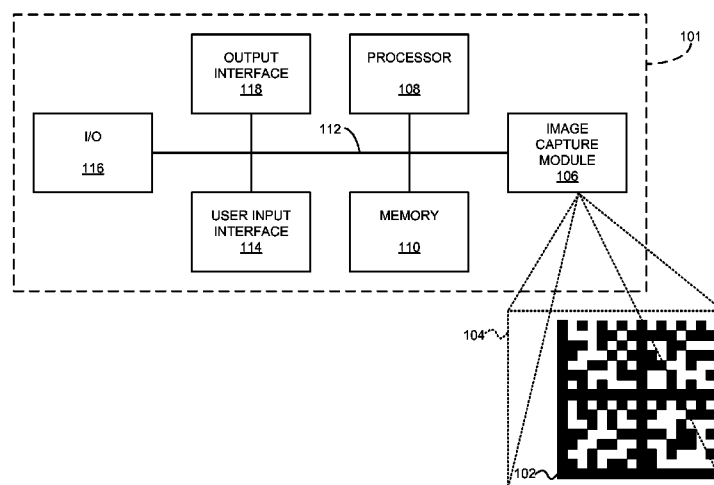 101
OUTPUT
INTERFACE
118
PROCESSOR
108
I/O
116
112
IMAGE
CAPTURE
MODULE
106
USER INPUT
INTERFACE
114
MEMORY
110
104
102